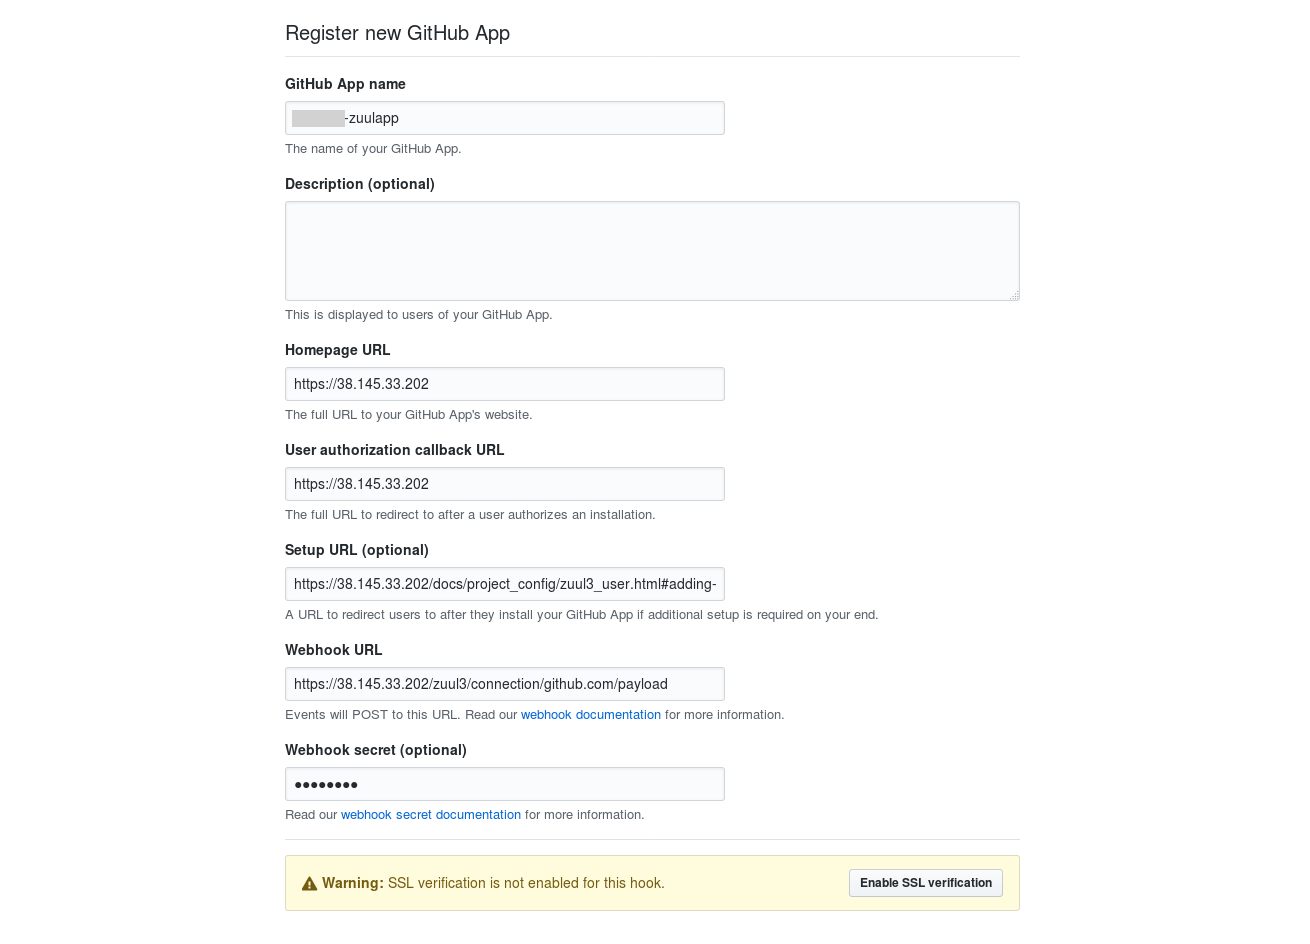 Register new GitHub App
GitHub App name
-zuulapp
The name of your GitHub App.
Description (optional)
This is displayed to users of your GitHub App.
Homepage URL
https://38.145.33.202
The full URL to your GitHub App's website.
User authorization callback URL
https://38.145.33.202
The full URL to redirect to after a user authorizes an installation.
Setup URL (optional)
https://38.145.33.202/docs/project_config/zuul3_user.html#adding-
A URL to redirect users to after they install your GitHub App if additional setup is required on your end.
Webhook URL
https://38.145.33.202/zuul3/connection/github.com/payload
Events will POST to this URL. Read our webhook documentation for more information.
Webhook secret (optional)
●●●●●●●●
Read our webhook secret documentation for more information.
Warning: SSL verification is not enabled for this hook.
Enable SSL verification